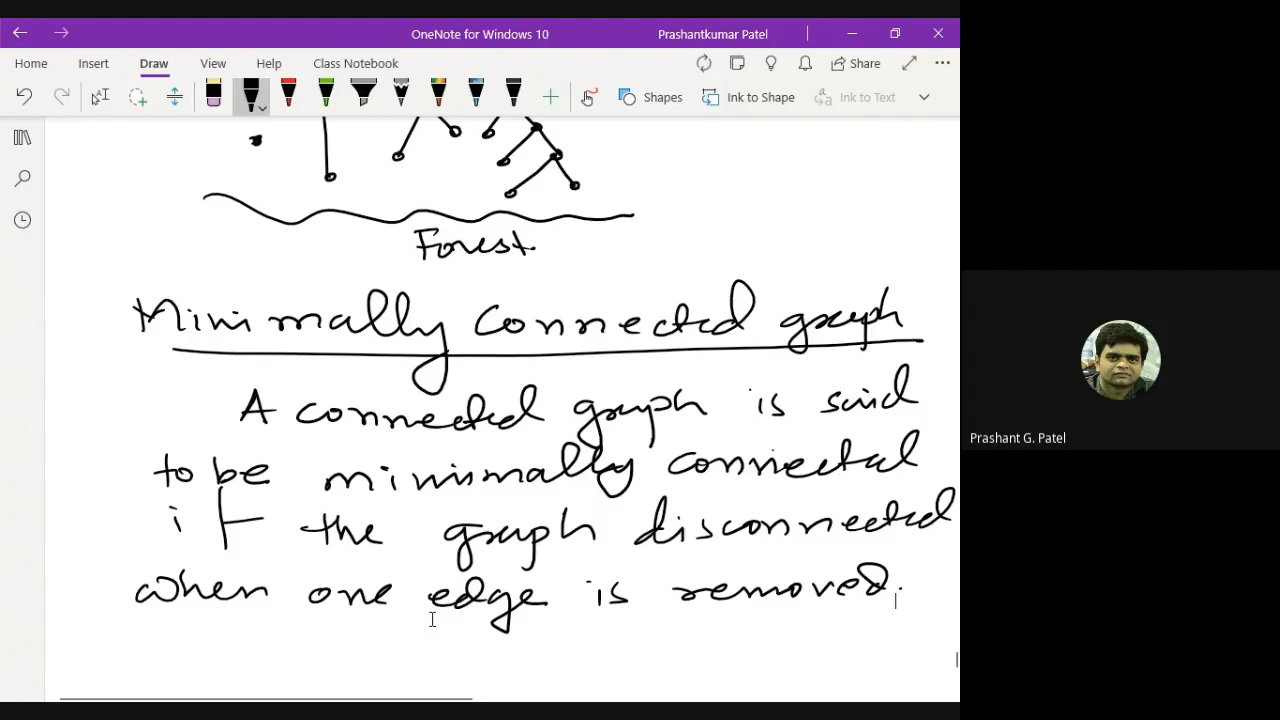 OneNote for Windows 10
Prashantkumar Patel
Home Insert Draw View Help Class Notebook Share
Shapes Ink to Shape Ink to Text
Forest.
Minimally connected graph
A connected graph is said
to be minimally connected
if the graph disconnected
when one edge is removed.
Prashant G. Patel